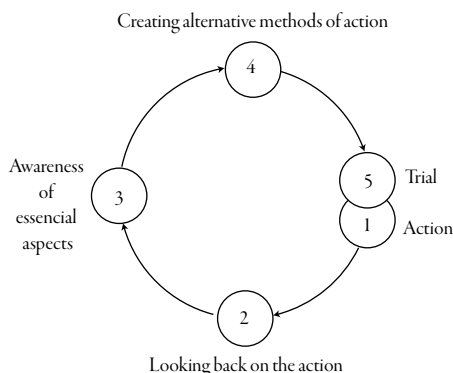 Creating alternative methods of action
4
Awareness
of
essencial
aspects
3
5
Trial
1
Action
2
Looking back on the action